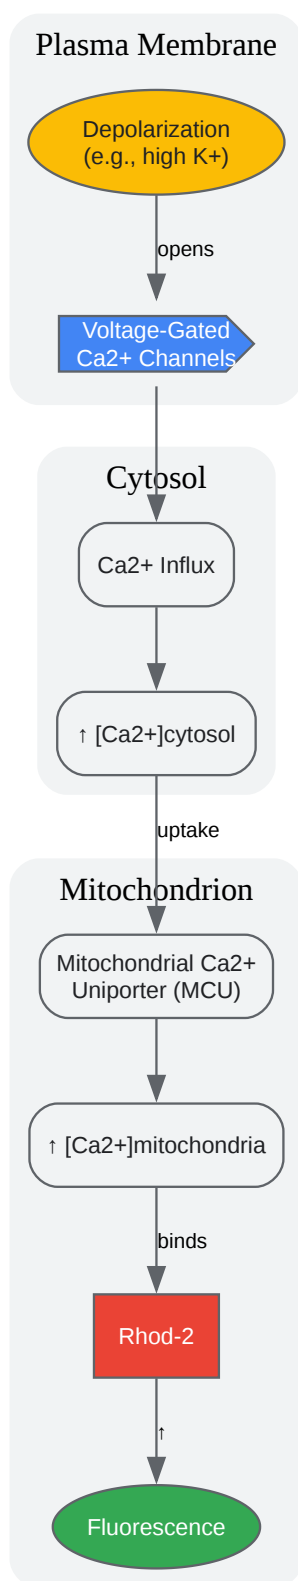 Plasma Membrane
Depolarization
(e.g., high K+)
opens
Voltage-Gated
Ca2+ Channels
Cytosol
Ca2+ Influx
↑ [Ca2+]cytosol
uptake
Mitochondrion
Mitochondrial Ca2+
Uniporter (MCU)
↑ [Ca2+]mitochondria
binds
Rhod-2
↑
Fluorescence